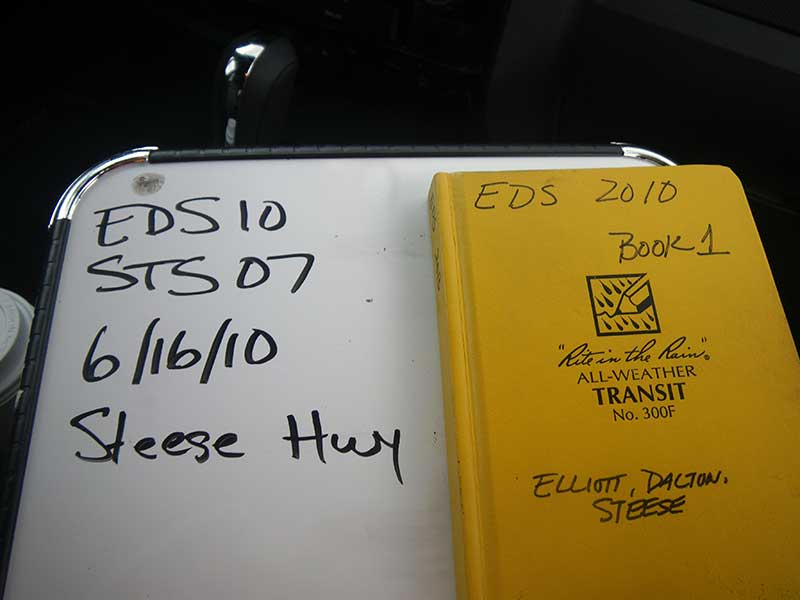 EDS10
STS07
6/16/10
Steese Hwy
EDS 2010
BOOK 1
"Rite in the Rain"®
ALL-WEATHER
TRANSIT
No. 300F
ELLIOTT, DALTON,
STEESE